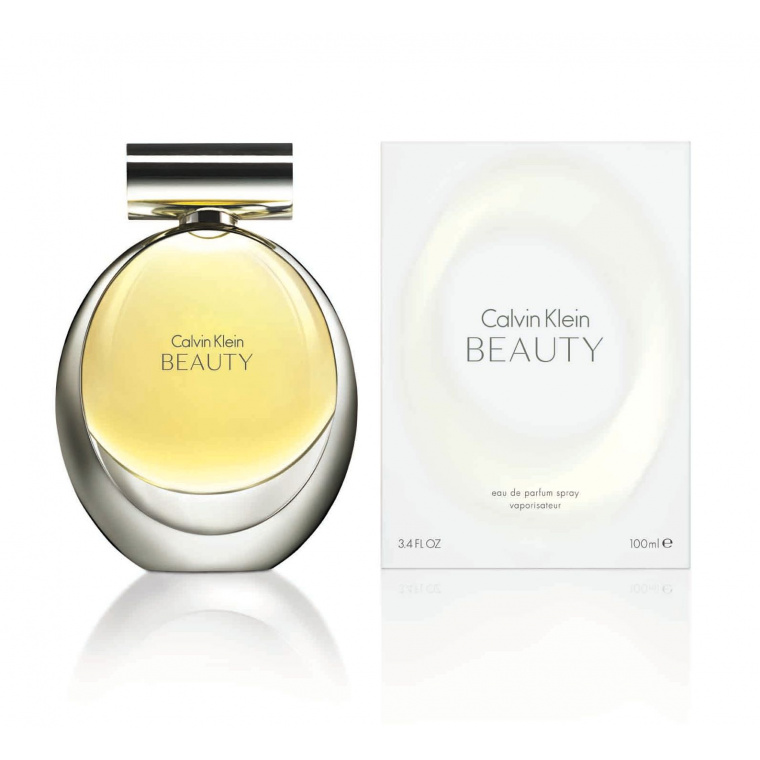 Calvin Klein
BEAUTY
Calvin Klein
BEAUTY
eau de parfum spray
vaporisateur
3.4 FL OZ
100ml ℮